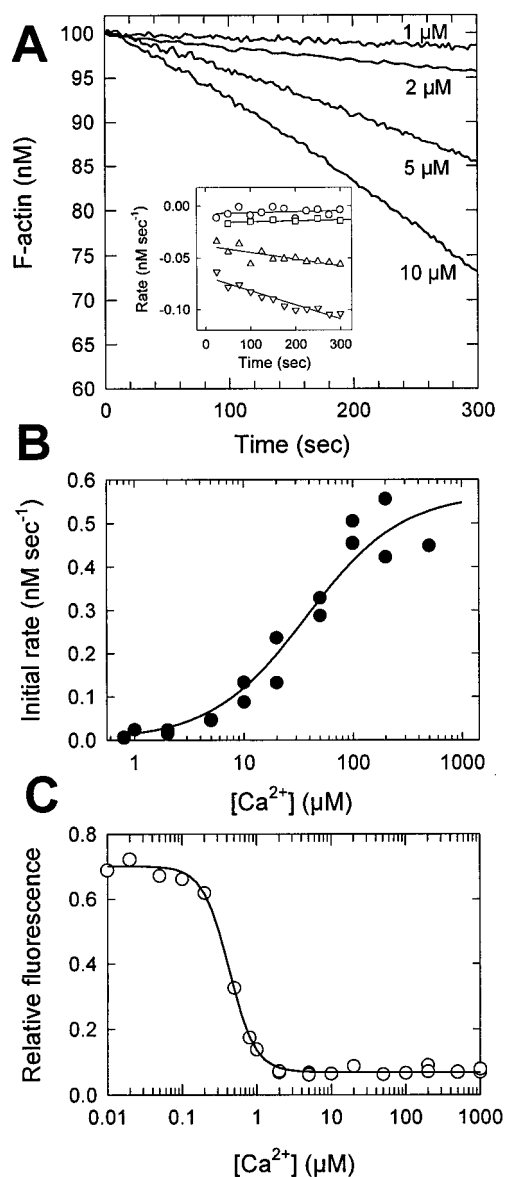 A
100
95
90
85
80
75
70
65
60
F-actin (nM)
1 µM
2 µM
5 µM
10 µM
0.00
-0.05
-0.10
Rate (nM sec⁻¹)
0 100 200 300
Time (sec)
0 100 200 300
Time (sec)
B
0.6
0.5
0.4
0.3
0.2
0.1
0.0
Initial rate (nM sec⁻¹)
1 10 100 1000
[Ca²⁺] (µM)
C
0.8
0.6
0.4
0.2
0.0
Relative fluorescence
0.01 0.1 1 10 100 1000
[Ca²⁺] (µM)